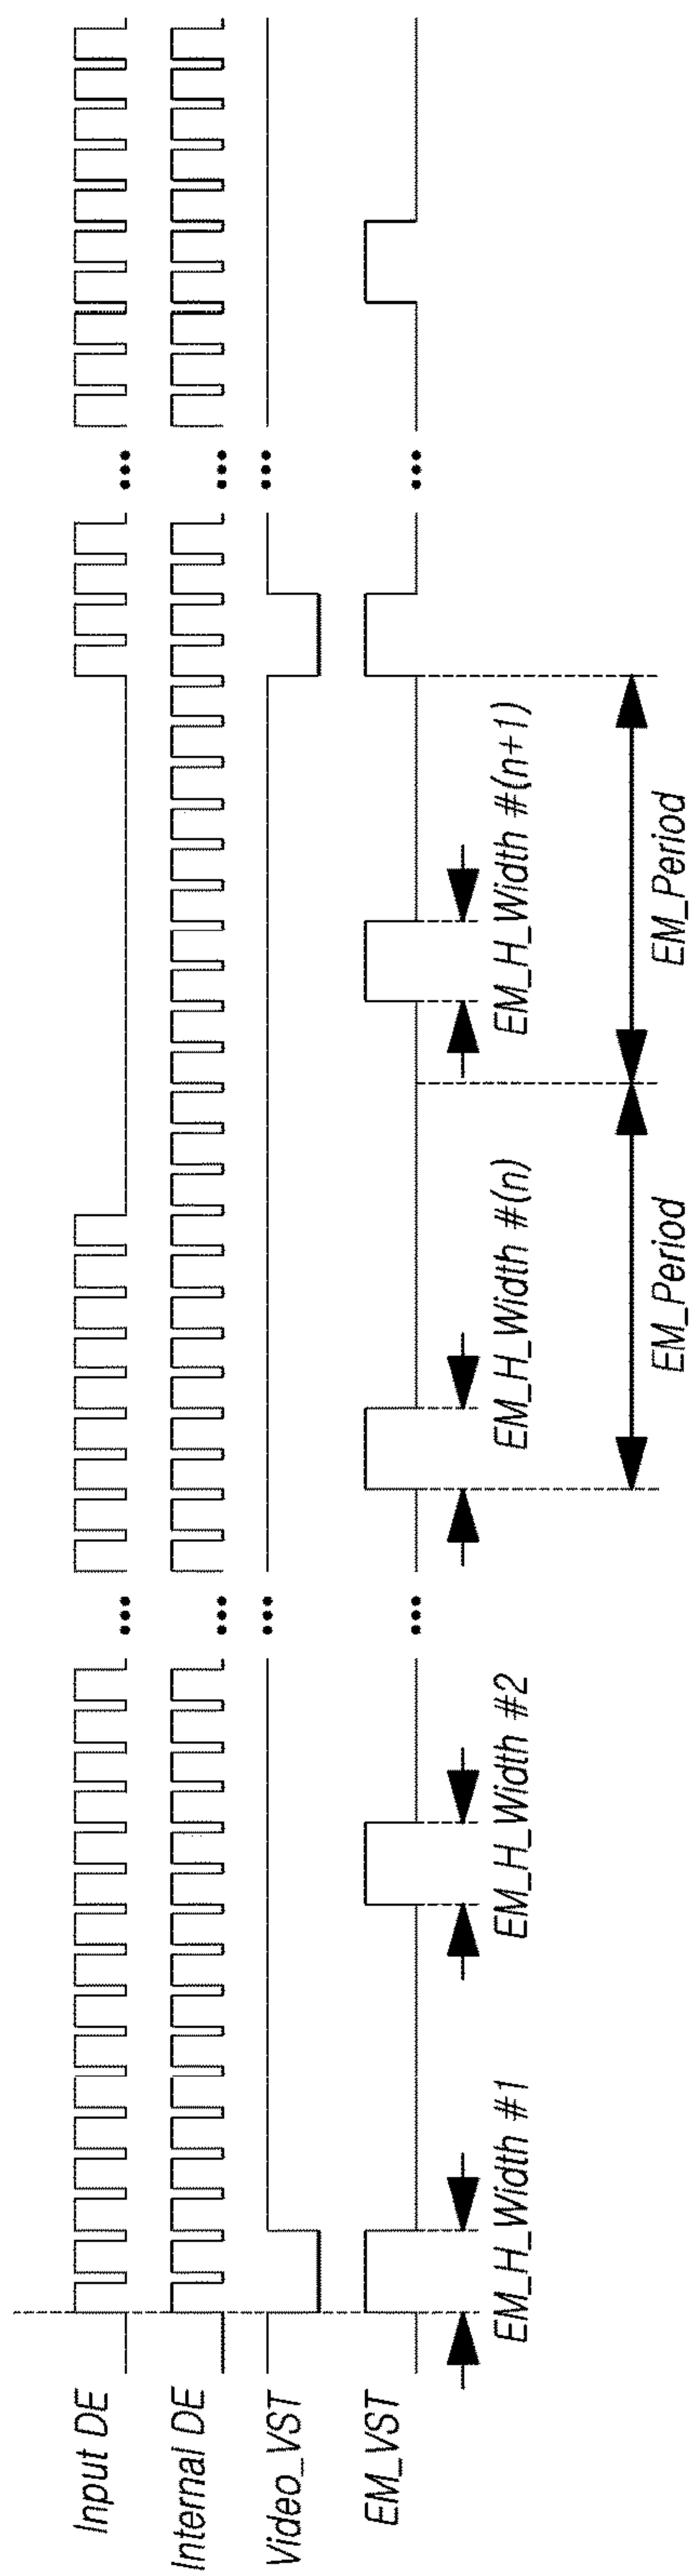 Input DE
Internal DE
Video_VST
EM_VST
EM_H_Width #1
EM_H_Width #2
EM_H_Width #(n)
EM_H_Width #(n+1)
EM_Period
EM_Period